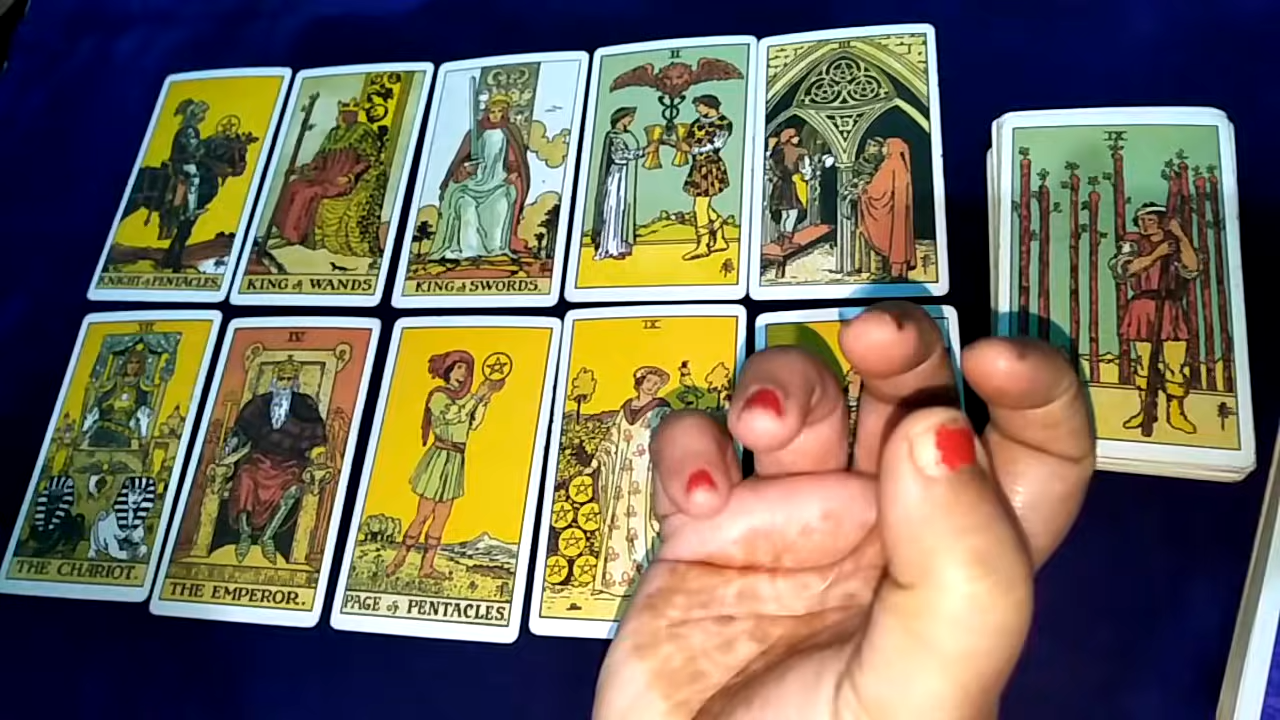 KNIGHT of PENTACLES.
KING of WANDS
KING of SWORDS.
II
III
IX
VII
THE CHARIOT.
IV
THE EMPEROR.
PAGE of PENTACLES.
IX